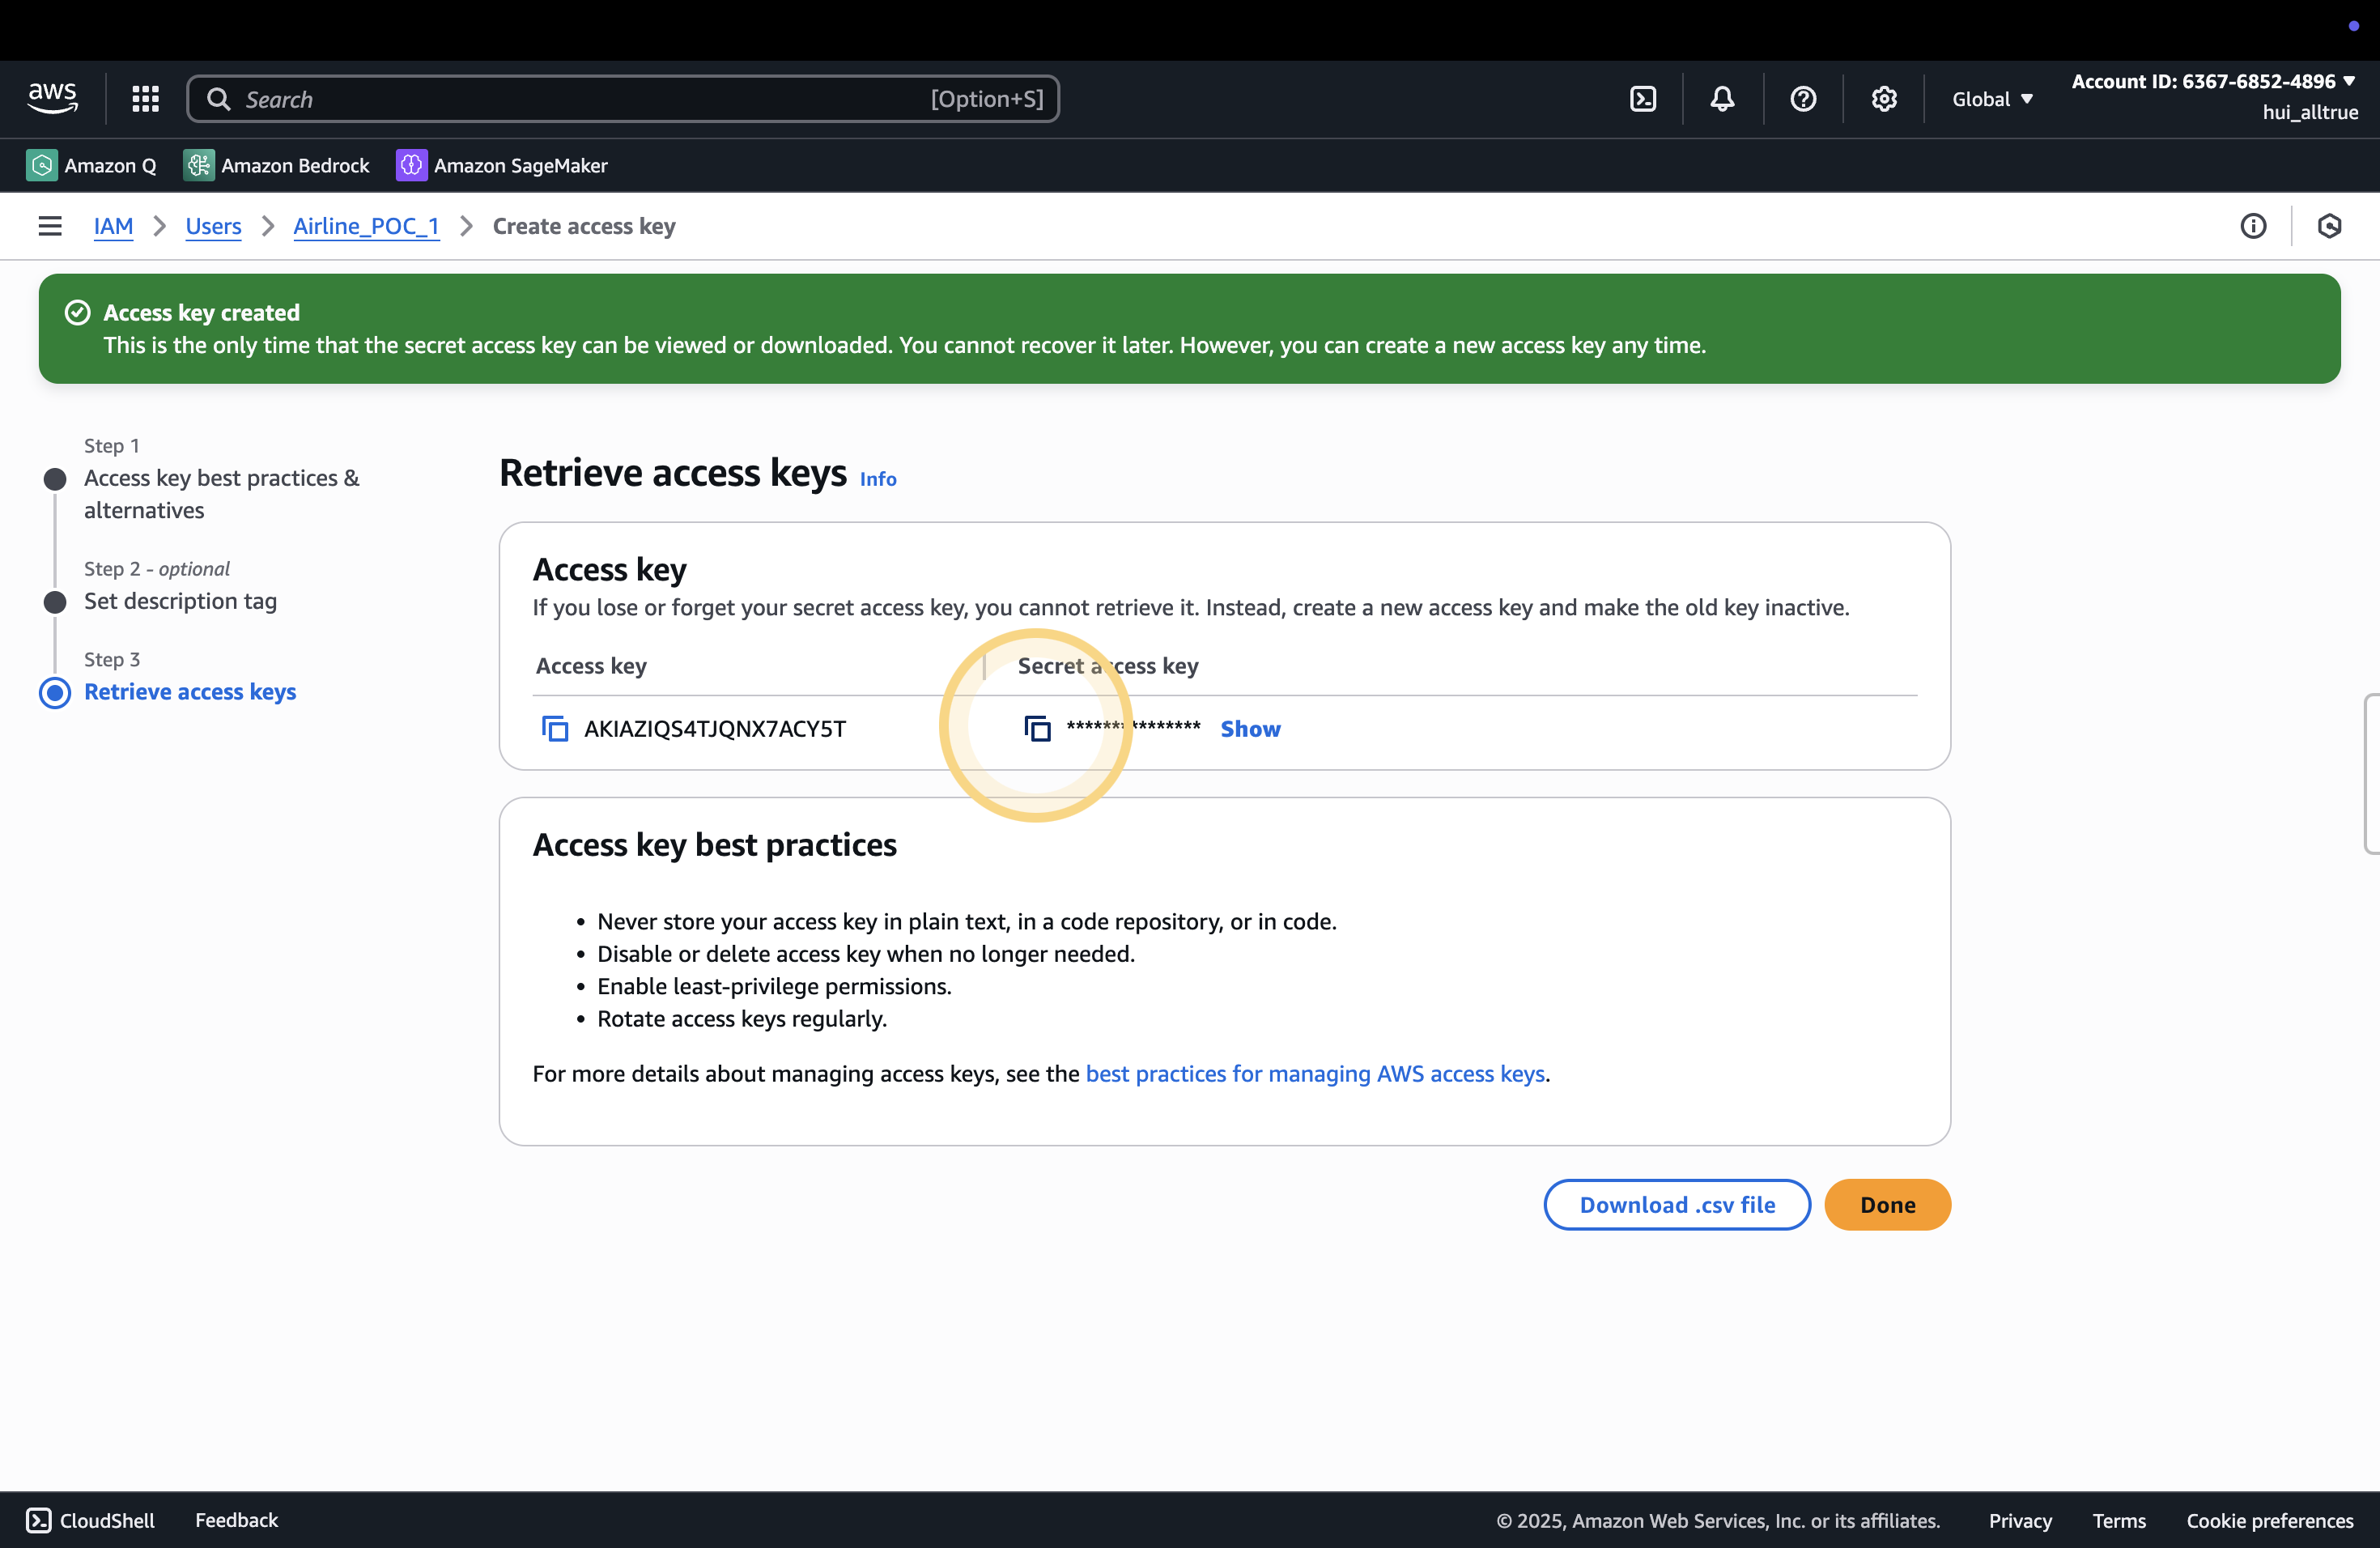 aws
Search
[Option+S]
Global
Account ID: 6367-6852-4896
hui_alltrue
Amazon Q
Amazon Bedrock
Amazon SageMaker
IAM
Users
Airline_POC_1
Create access key
Access key created
This is the only time that the secret access key can be viewed or downloaded. You cannot recover it later. However, you can create a new access key any time.
Step 1
Access key best practices &
alternatives
Step 2 - optional
Set description tag
Step 3
Retrieve access keys
Retrieve access keys Info
Access key
If you lose or forget your secret access key, you cannot retrieve it. Instead, create a new access key and make the old key inactive.
Access key
Secret access key
AKIAZIQS4TJQNX7ACY5T
*************** Show
Access key best practices
• Never store your access key in plain text, in a code repository, or in code.
• Disable or delete access key when no longer needed.
• Enable least-privilege permissions.
• Rotate access keys regularly.
For more details about managing access keys, see the best practices for managing AWS access keys.
Download .csv file
Done
CloudShell
Feedback
© 2025, Amazon Web Services, Inc. or its affiliates.
Privacy
Terms
Cookie preferences